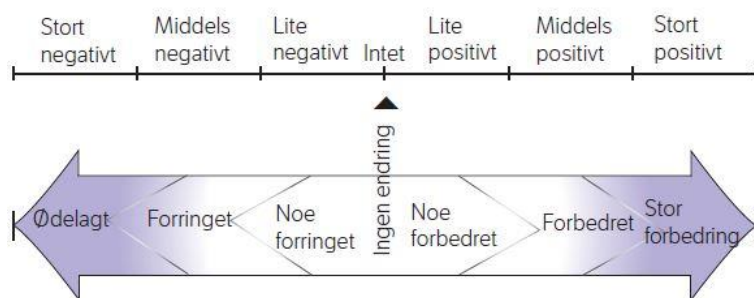 Stort negativt
Middels negativt
Lite negativt
Intet
Lite positivt
Middels positivt
Stort positivt
Ødelagt
Forringet
Noe forringet
Ingen endring
Noe forbedret
Forbedret
Stor forbedring